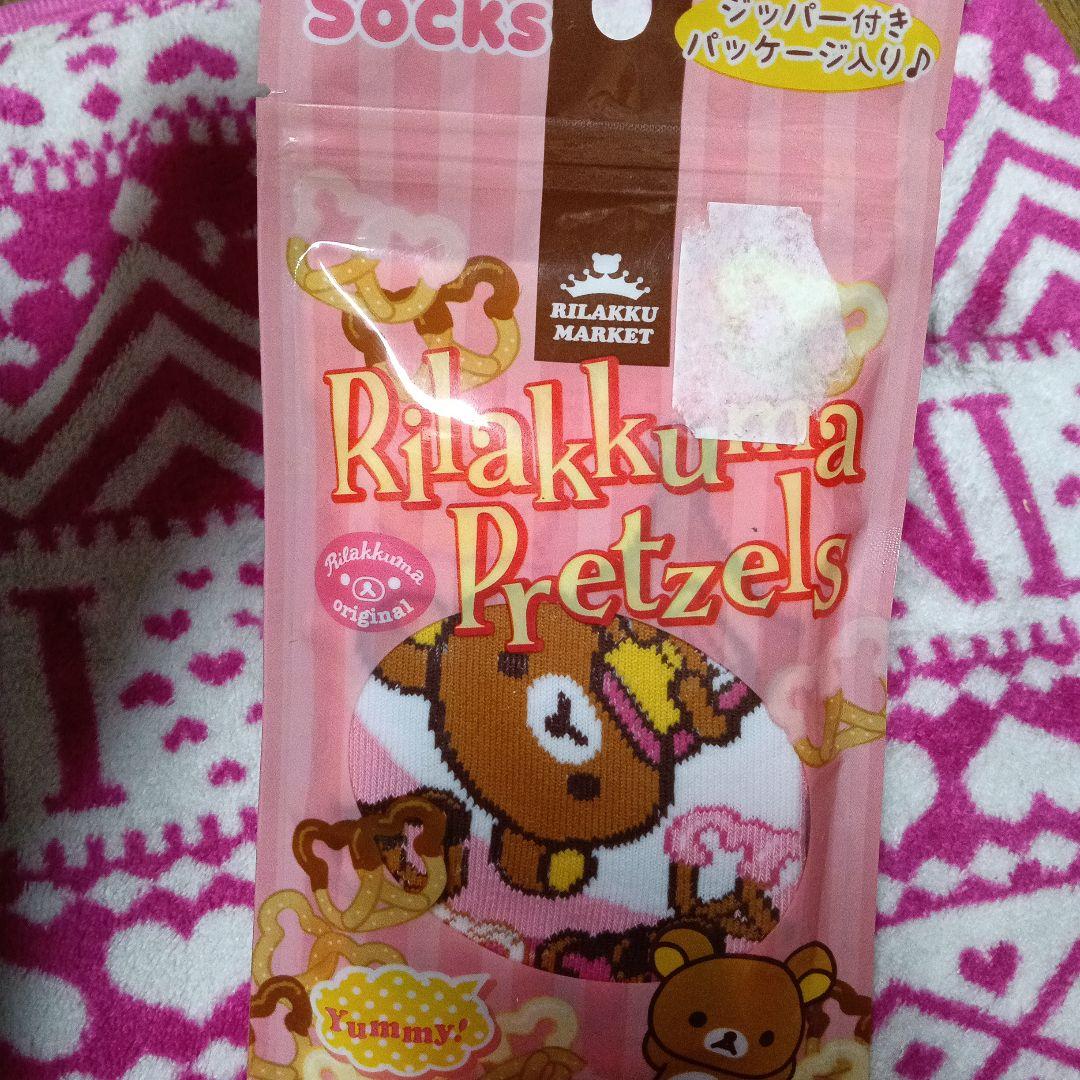 SOCKS
ジッパー付き
パッケージ入り♪
RILAKKU
MARKET
Rilakkuma
Pretzels
Rilakkuma
original
Yummy!